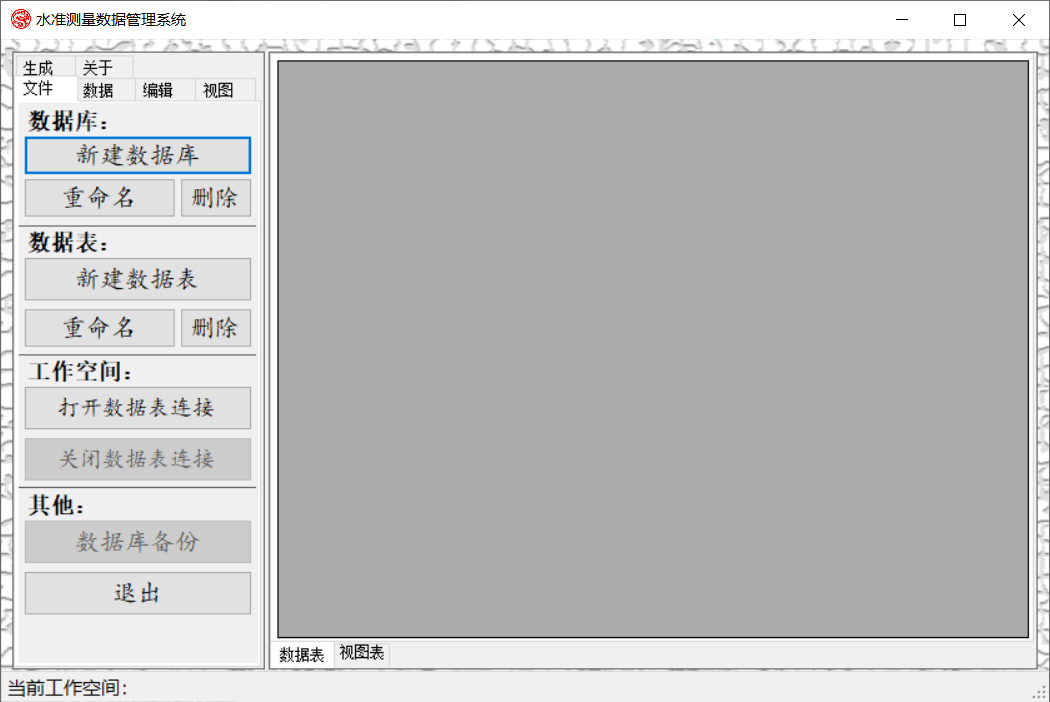 水准测量数据管理系统
生成 关于
文件 数据 编辑 视图
数据库：
新建数据库
重命名 删除
数据表：
新建数据表
重命名 删除
工作空间：
打开数据表连接
关闭数据表连接
其他：
数据库备份
退出
数据表 视图表
当前工作空间：